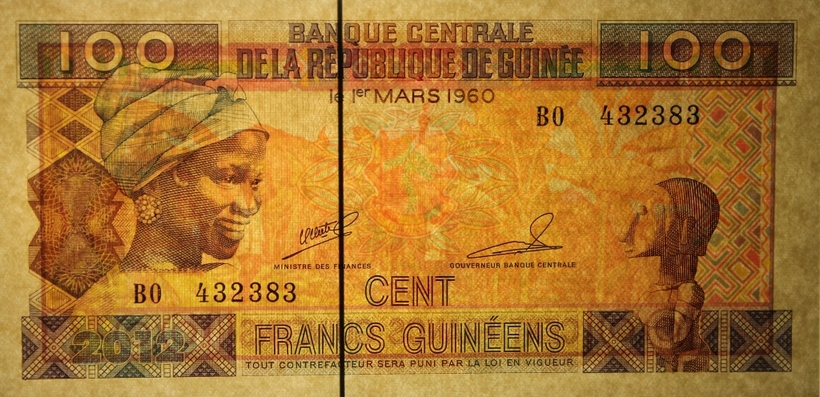 100 BANQUE CENTRALE 100
DE LA RÉPUBLIQUE DE GUINÉE
le 1er MARS 1960
B0 432383
MINISTRE DES FINANCES GOUVERNEUR BANQUE CENTRALE
B0 432383
CENT
FRANCS GUINÉENS
2012
TOUT CONTREFACTEUR SERA PUNI PAR LA LOI EN VIGUEUR